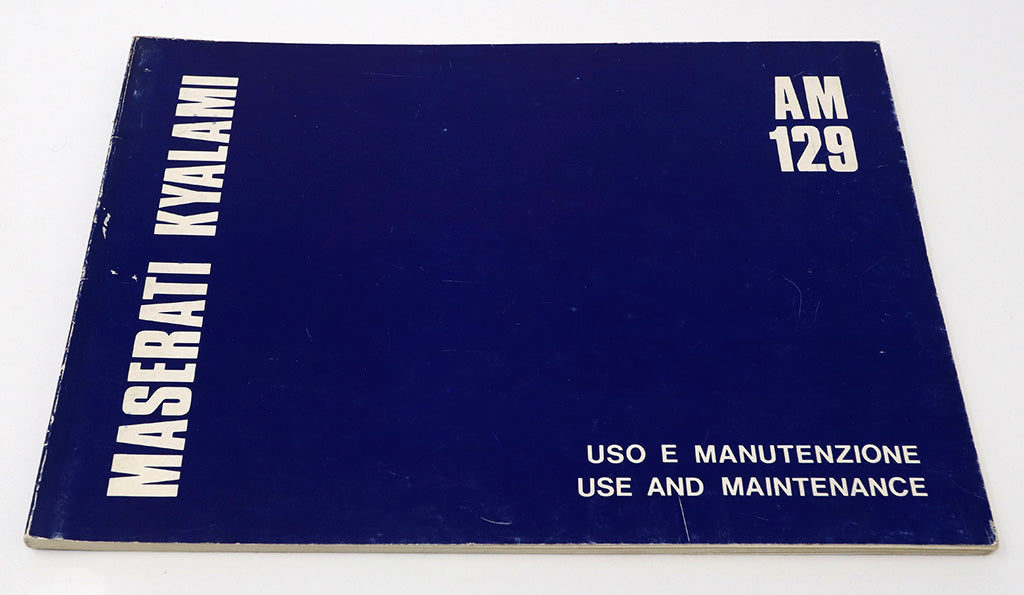 MASERATI KYALAMI
AM
129
USO E MANUTENZIONE
USE AND MAINTENANCE